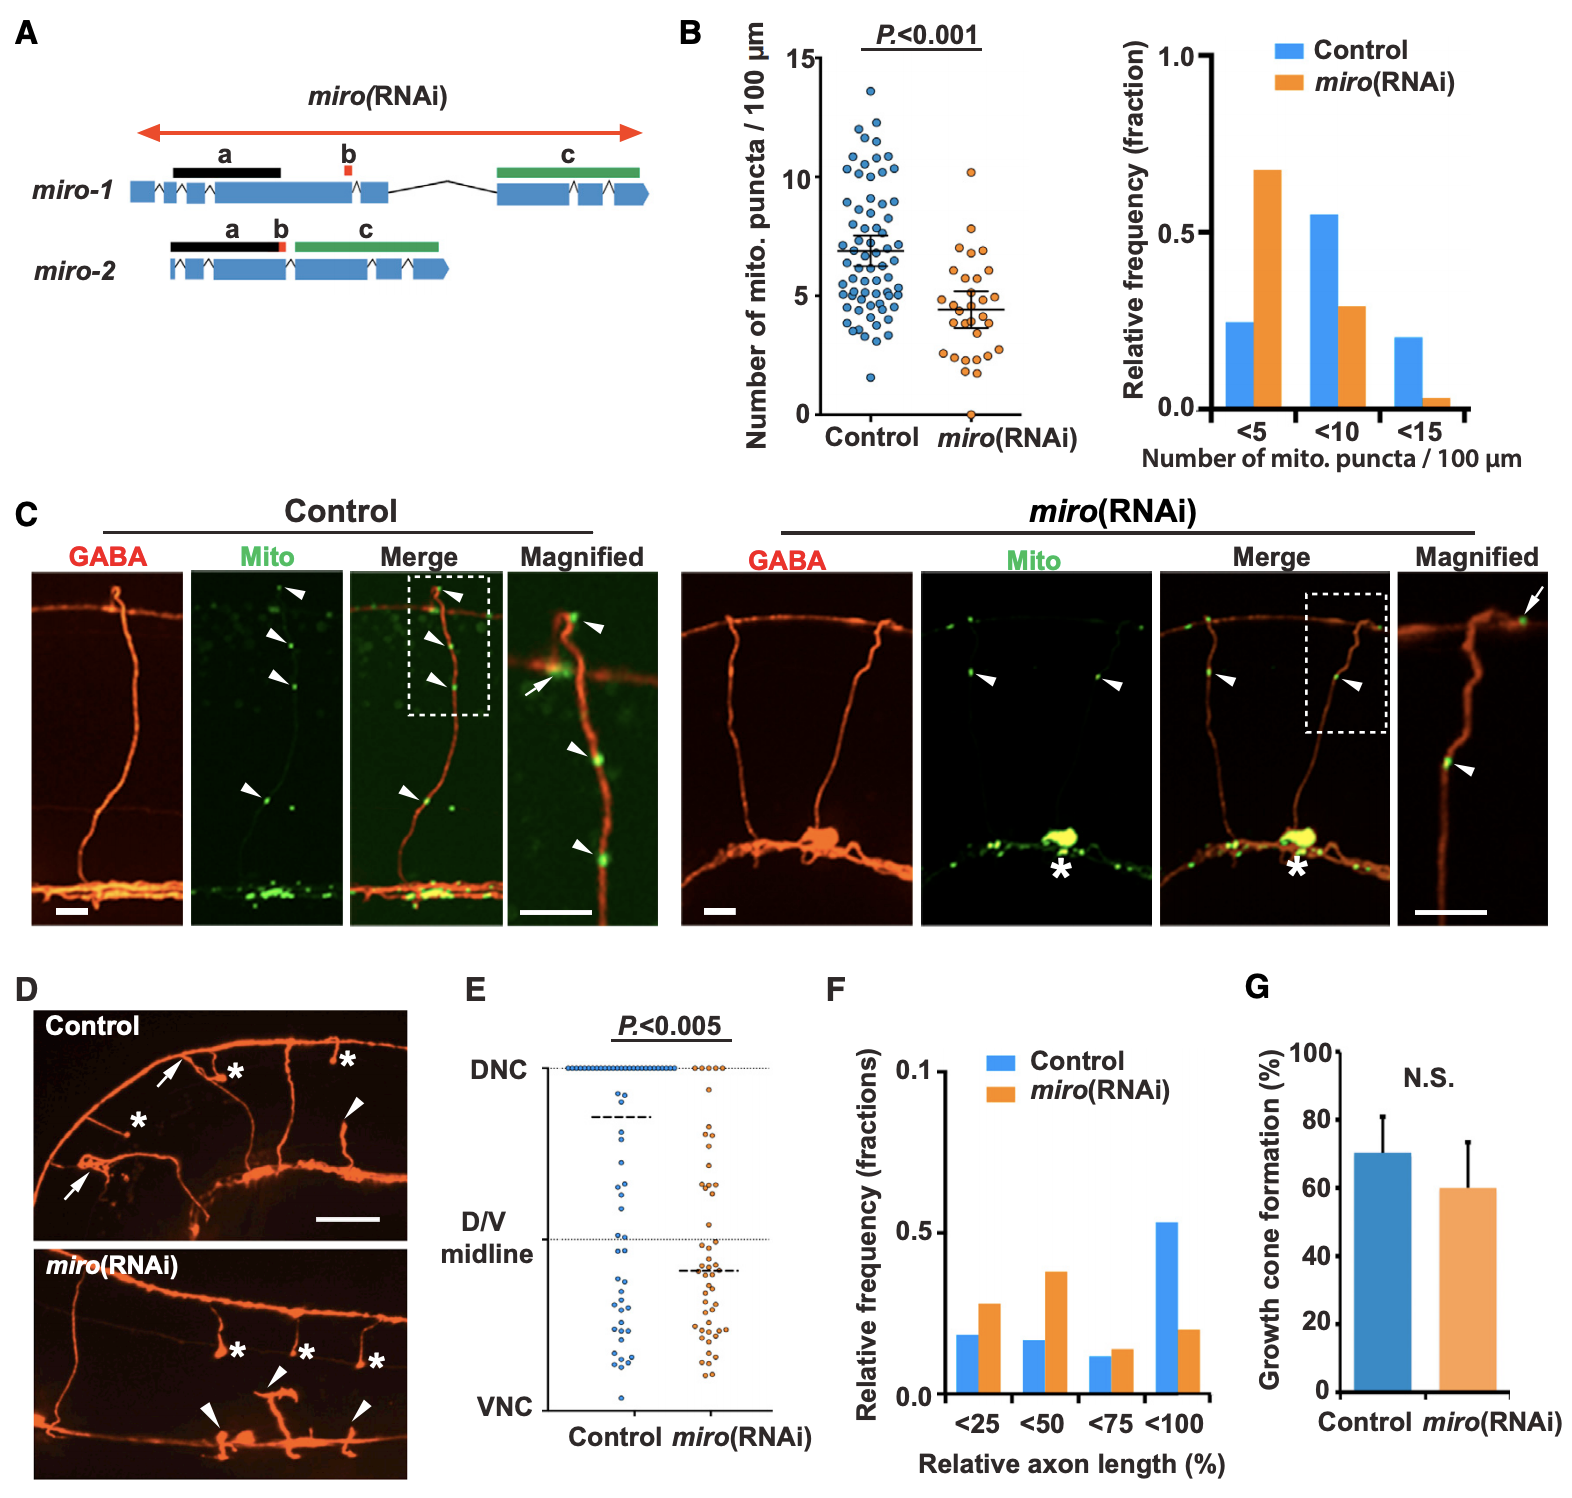 A
miro(RNAi)
a
b
c
miro-1
a
b
c
miro-2
B
P.<0.001
Number of mito. puncta / 100 µm
15
10
5
0
Control
miro(RNAi)
Control
miro(RNAi)
Relative frequency (fraction)
1.0
0.5
0.0
<5
<10
<15
Number of mito. puncta / 100 µm
C
Control
GABA
Mito
Merge
Magnified
miro(RNAi)
GABA
Mito
Merge
Magnified
*
*
D
Control
*
*
*
miro(RNAi)
*
*
*
E
P.<0.005
DNC
D/V
midline
VNC
Control
miro(RNAi)
F
Control
miro(RNAi)
Relative frequency (fractions)
0.1
0.5
0.0
<25
<50
<75
<100
Relative axon length (%)
G
N.S.
Growth cone formation (%)
100
80
60
40
20
0
Control
miro(RNAi)